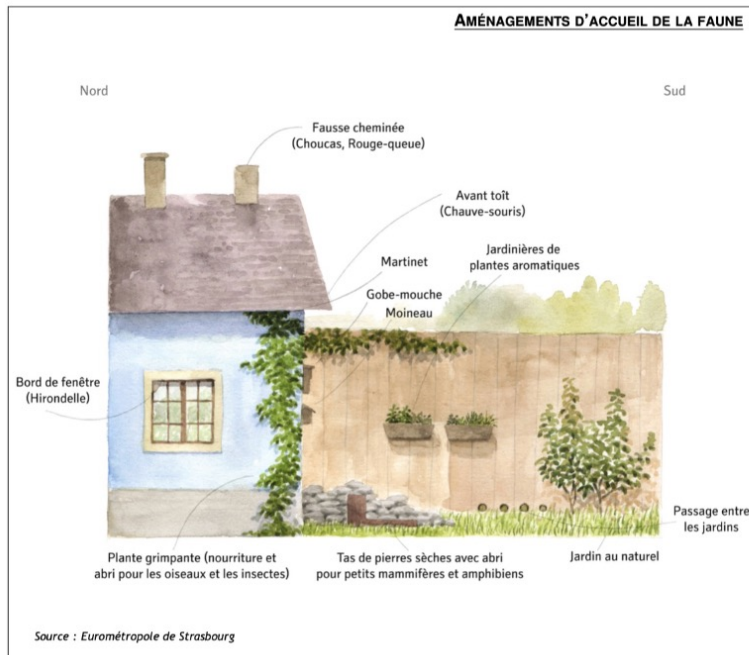 AMÉNAGEMENTS D'ACCUEIL DE LA FAUNE
Nord
Sud
Fausse cheminée
(Choucas, Rouge-queue)
Avant toît
(Chauve-souris)
Jardinières de
plantes aromatiques
Martinet
Gobe-mouche
Moineau
Bord de fenêtre
(Hirondelle)
Passage entre
les jardins
Plante grimpante (nourriture et
abri pour les oiseaux et les insectes)
Tas de pierres sèches avec abri
pour petits mammifères et amphibiens
Jardin au naturel
Source : Eurométropole de Strasbourg